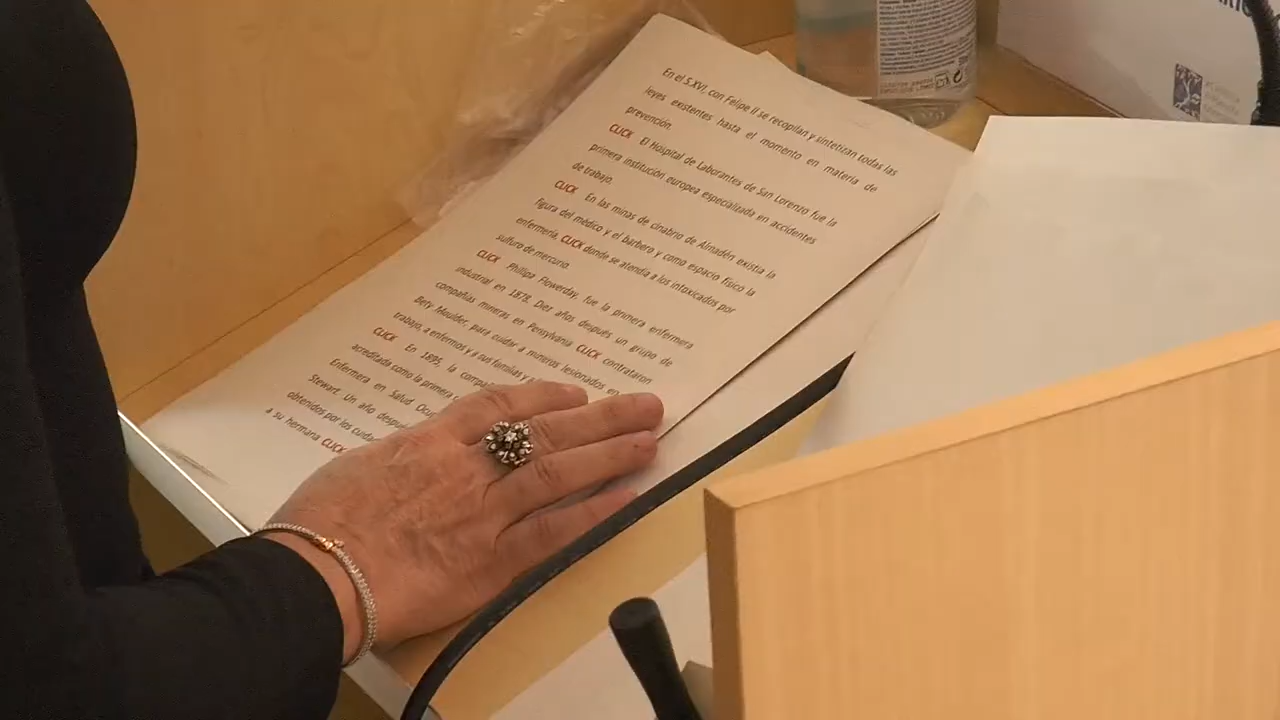 En el S.XVI, con Felipe II se recopilan y sintetizan todas las
leyes existentes hasta el momento en materia de
prevención.
CLICK El Hospital de Laborantes de San Lorenzo fue la
primera institución europea especializada en accidentes
de trabajo.
CLICK En las minas de cinabrio de Almadén existía la
figura del médico y el barbero y como espacio físico la
enfermería, CLICK donde se atendía a los intoxicados por
sulfuro de mercurio.
CLICK Phillipa Flowerday, fue la primera enfermera
industrial en 1878. Diez años después un grupo de
compañías mineras en Pensylvania CLICK contrataron
Bety Moulder, para cuidar a mineros lesionados en
trabajo, a enfermos y a sus familias y
CLICK En 1895, la compañ
acreditada como la primera
Enfermera en Salud Ocu
Stewart. Un año despu
obtenidos por los cuida
a su hermana CLICK